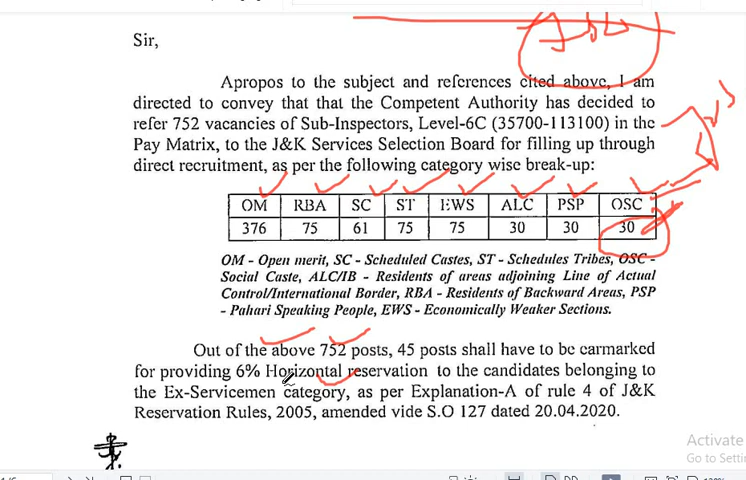 Sir,
Apropos to the subject and references cited above, I am
directed to convey that that the Competent Authority has decided to
refer 752 vacancies of Sub-Inspectors, Level-6C (35700-113100) in the
Pay Matrix, to the J&K Services Selection Board for filling up through
direct recruitment, as per the following category wise break-up:
OM RBA SC ST EWS ALC PSP OSC
376 75 61 75 75 30 30 30
OM - Open merit, SC - Scheduled Castes, ST - Schedules Tribes, OSC -
Social Caste, ALC/IB - Residents of areas adjoining Line of Actual
Control/International Border, RBA - Residents of Backward Areas, PSP
- Pahari Speaking People, EWS - Economically Weaker Sections.
Out of the above 752 posts, 45 posts shall have to be earmarked
for providing 6% Horizontal reservation to the candidates belonging to
the Ex-Servicemen category, as per Explanation-A of rule 4 of J&K
Reservation Rules, 2005, amended vide S.O 127 dated 20.04.2020.
Activate
Go to Settin